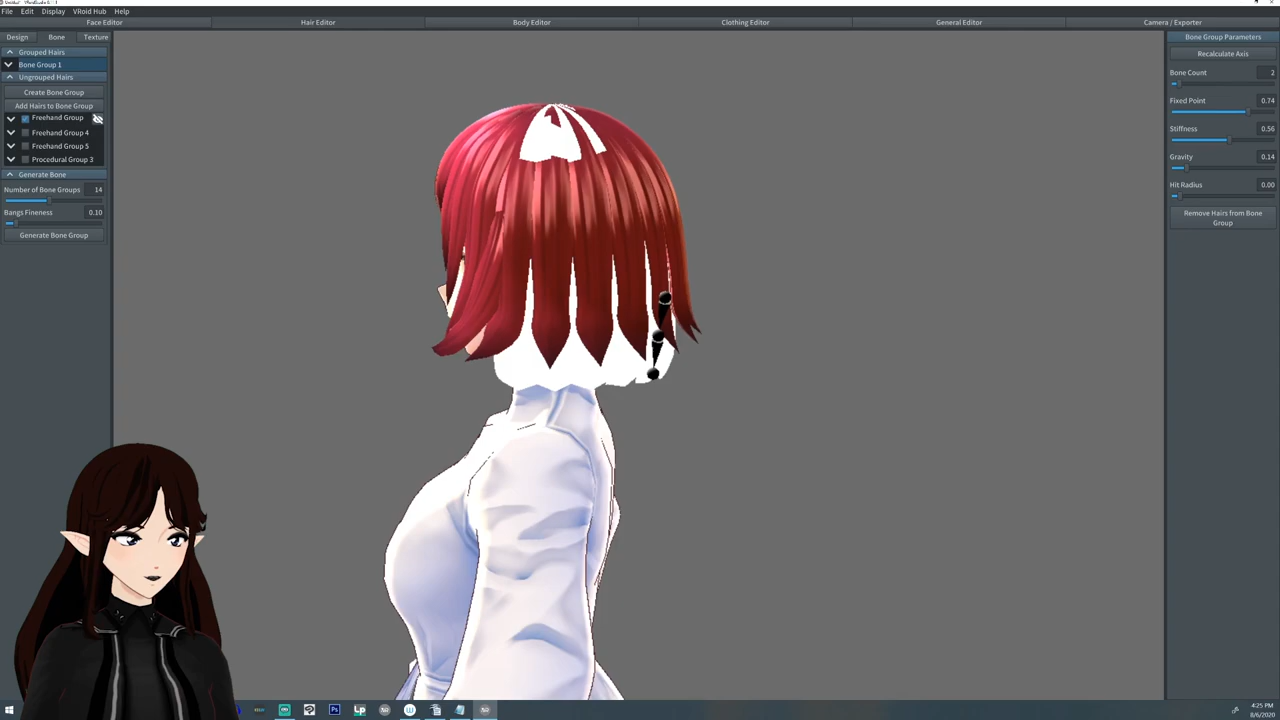 File Edit Display VRoid Hub Help
Face Editor Hair Editor Body Editor Clothing Editor General Editor Camera / Exporter
Design Bone Texture
Grouped Hairs
Bone Group 1
Ungrouped Hairs
Create Bone Group
Add Hairs to Bone Group
Freehand Group
Freehand Group 4
Freehand Group 5
Procedural Group 3
Generate Bone
Number of Bone Groups 14
Bangs Fineness 0.10
Generate Bone Group
Bone Group Parameters
Recalculate Axis
Bone Count 2
Fixed Point 0.74
Stiffness 0.56
Gravity 0.14
Hit Radius 0.00
Remove Hairs from Bone
Group
Ps
4:25 PM
8/6/2020